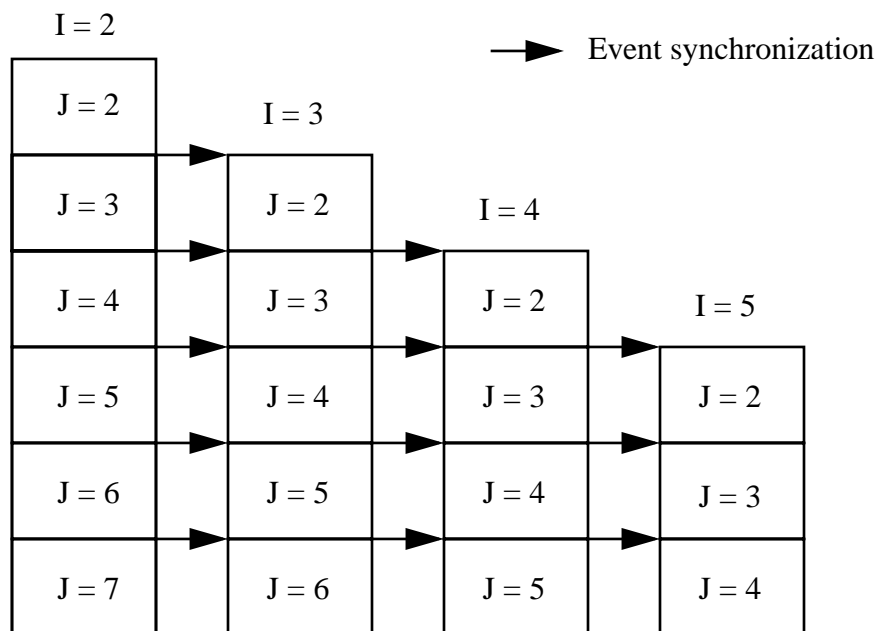 I = 2
Event synchronization
J = 2
I = 3
J = 3
J = 2
I = 4
J = 4
J = 3
J = 2
I = 5
J = 5
J = 4
J = 3
J = 2
J = 6
J = 5
J = 4
J = 3
J = 7
J = 6
J = 5
J = 4